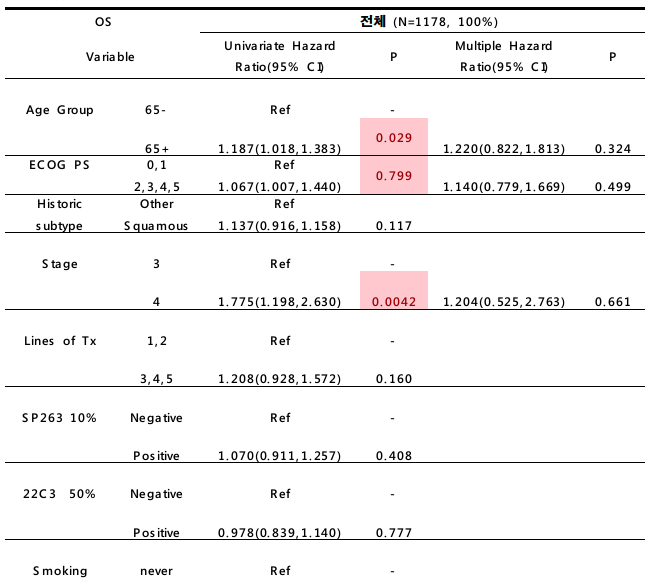 OS 전체 (N=1178, 100%)
Variable Univariate Hazard Ratio(95% CI) P Multiple Hazard Ratio(95% CI) P
Age Group 65- Ref -
65+ 1.187(1.018,1.383) 0.029 1.220(0.822,1.813) 0.324
ECOG PS 0,1 Ref
2,3,4,5 1.067(1.007,1.440) 0.799 1.140(0.779,1.669) 0.499
Historic Other Ref
subtype Squamous 1.137(0.916,1.158) 0.117
Stage 3 Ref -
4 1.775(1.198,2.630) 0.0042 1.204(0.525,2.763) 0.661
Lines of Tx 1,2 Ref -
3,4,5 1.208(0.928,1.572) 0.160
SP263 10% Negative Ref -
Positive 1.070(0.911,1.257) 0.408
22C3 50% Negative Ref -
Positive 0.978(0.839,1.140) 0.777
Smoking never Ref -